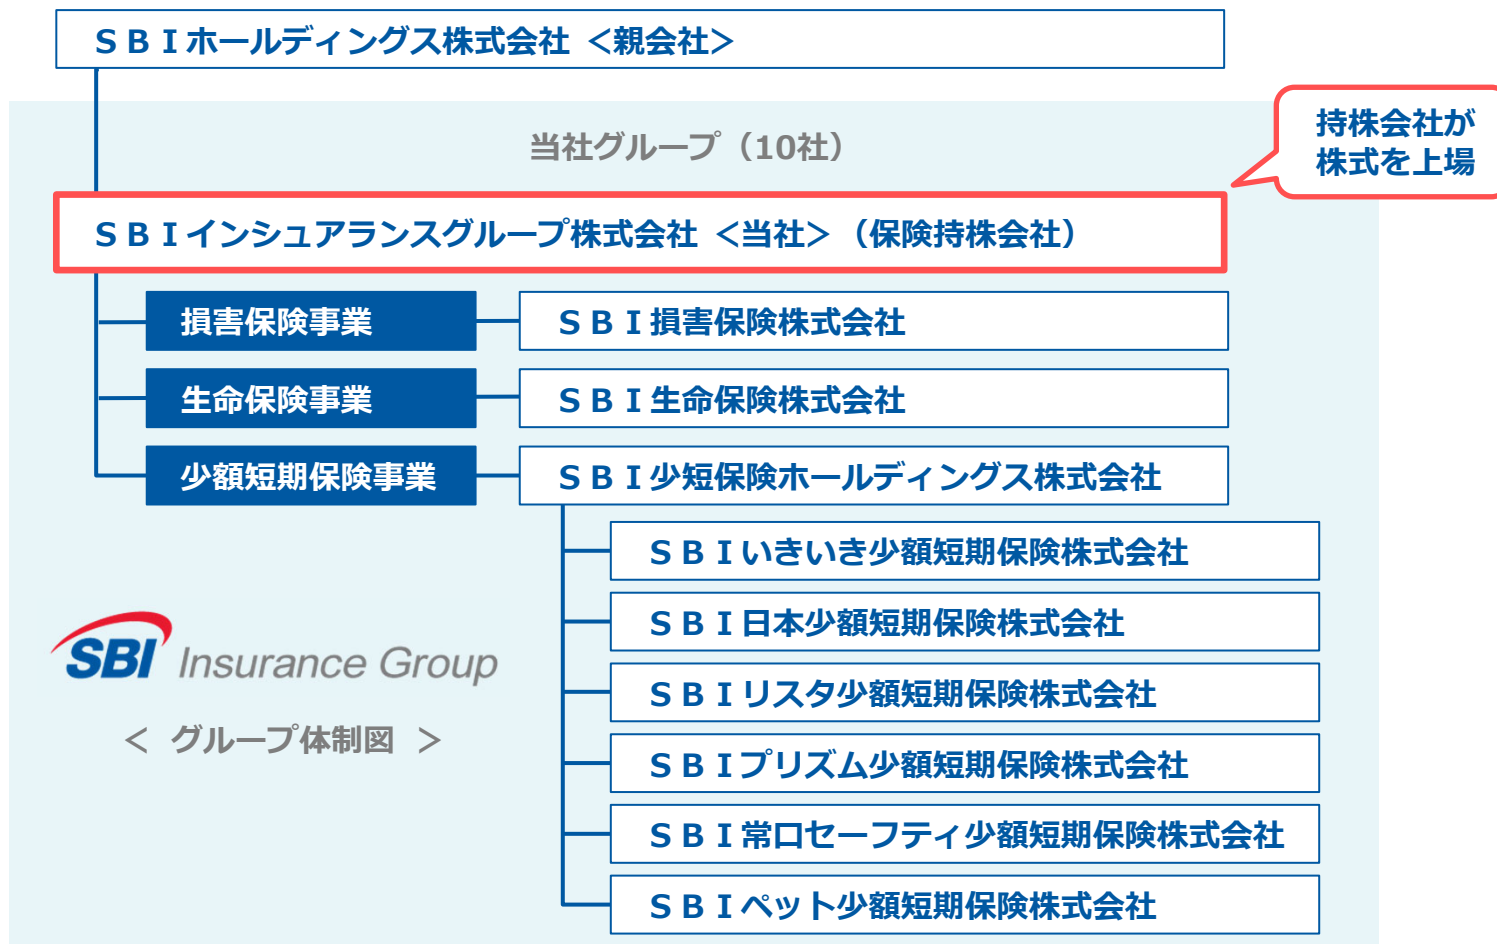 ＳＢＩホールディングス株式会社 ＜親会社＞
当社グループ（10社）
持株会社が
株式を上場
ＳＢＩインシュアランスグループ株式会社 ＜当社＞（保険持株会社）
損害保険事業
ＳＢＩ損害保険株式会社
生命保険事業
ＳＢＩ生命保険株式会社
少額短期保険事業
ＳＢＩ少短保険ホールディングス株式会社
ＳＢＩいきいき少額短期保険株式会社
ＳＢＩ日本少額短期保険株式会社
ＳＢＩリスタ少額短期保険株式会社
ＳＢＩプリズム少額短期保険株式会社
ＳＢＩ常口セーフティ少額短期保険株式会社
ＳＢＩペット少額短期保険株式会社
SBI Insurance Group
＜ グループ体制図 ＞